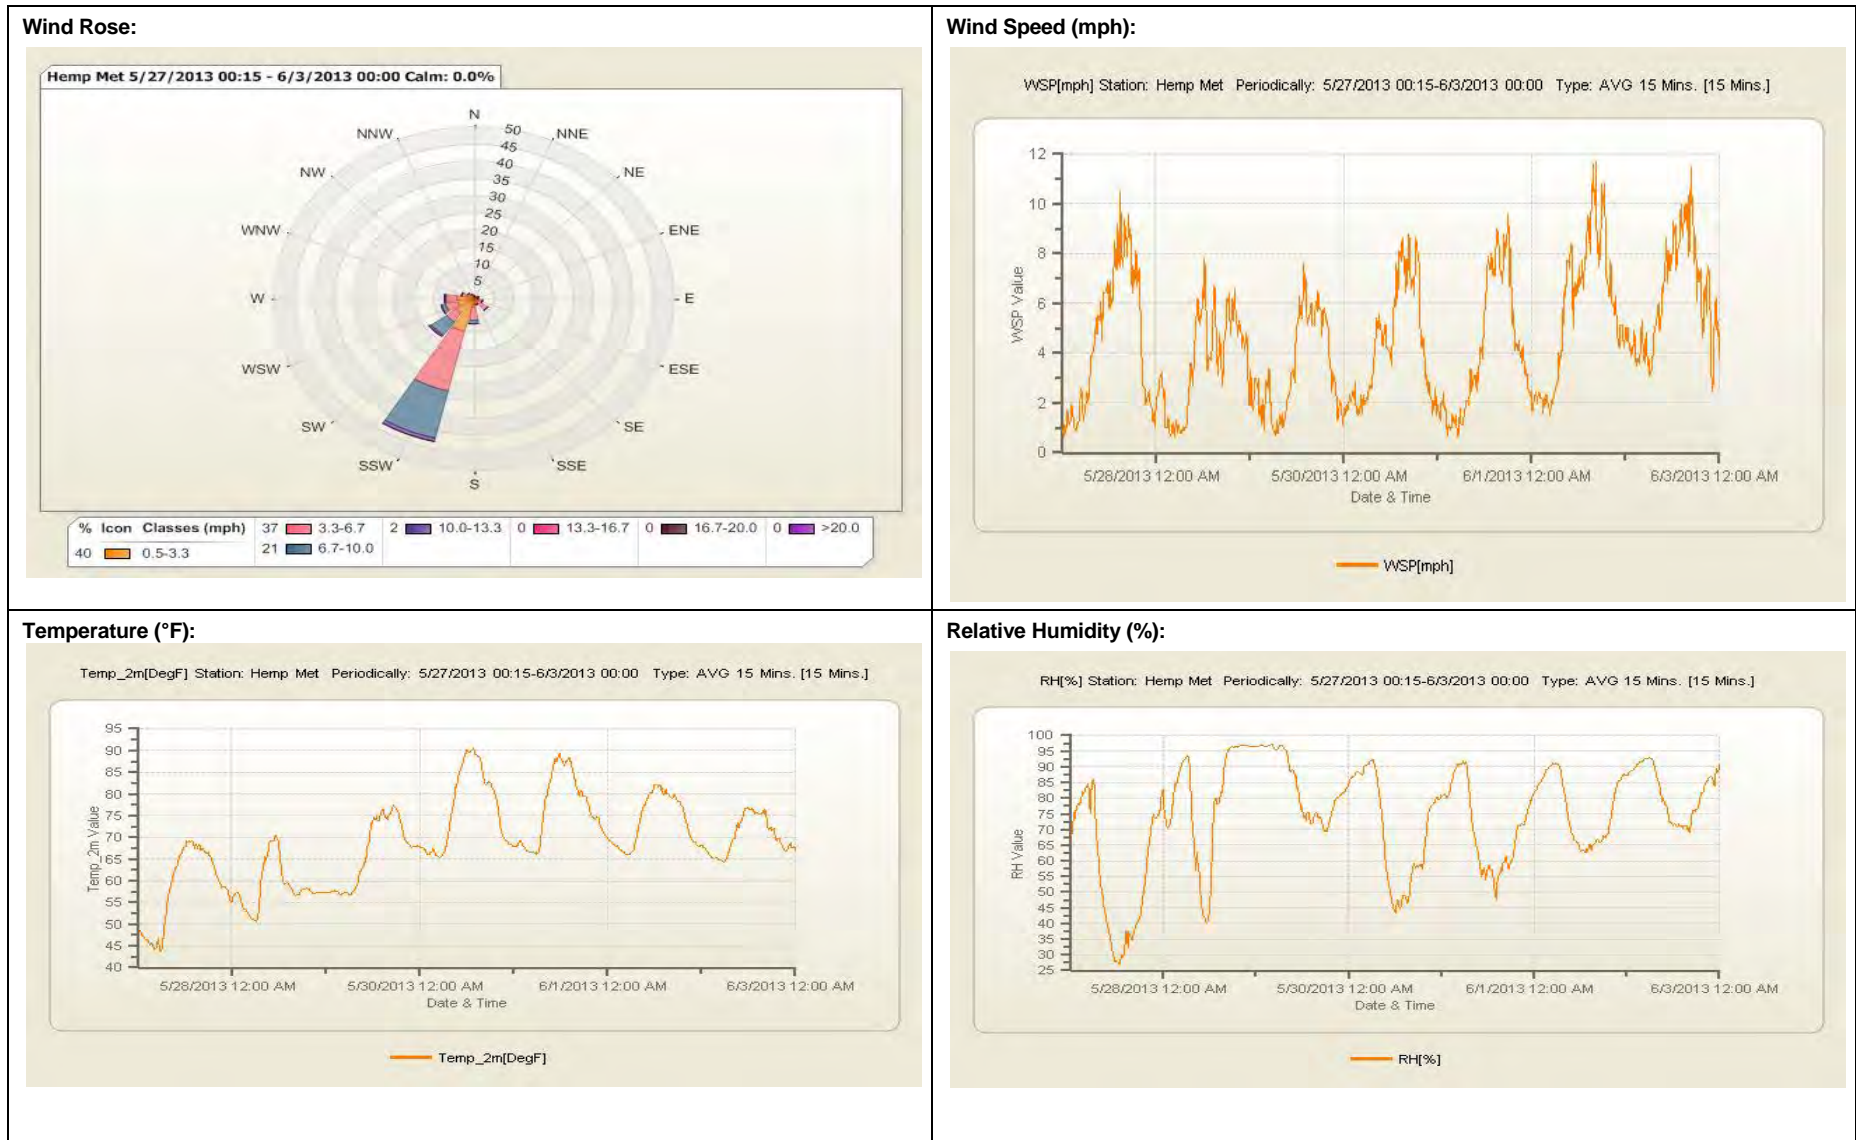 Wind Rose:
Hemp Met 5/27/2013 00:15 - 6/3/2013 00:00 Calm: 0.0%
N
NNW
50
NNE
45
40
NW
35
NE
30
25
WNW
20
ENE
15
10
5
W
E
WSW
ESE
SW
SE
SSW
SSE
S
% Icon Classes (mph) 37 3.3-6.7 2 10.0-13.3 0 13.3-16.7 0 16.7-20.0 0 >20.0
40 0.5-3.3 21 6.7-10.0
Wind Speed (mph):
WSP[mph] Station: Hemp Met Periodically: 5/27/2013 00:15-6/3/2013 00:00 Type: AVG 15 Mins. [15 Mins.]
12
10
8
6
4
2
0
WSP Value
5/28/2013 12:00 AM 5/30/2013 12:00 AM 6/1/2013 12:00 AM 6/3/2013 12:00 AM
Date & Time
WSP[mph]
Temperature (°F):
Temp_2m[DegF] Station: Hemp Met Periodically: 5/27/2013 00:15-6/3/2013 00:00 Type: AVG 15 Mins. [15 Mins.]
95
90
85
80
75
70
65
60
55
50
45
40
Temp_2m Value
5/28/2013 12:00 AM 5/30/2013 12:00 AM 6/1/2013 12:00 AM 6/3/2013 12:00 AM
Date & Time
Temp_2m[DegF]
Relative Humidity (%):
RH[%] Station: Hemp Met Periodically: 5/27/2013 00:15-6/3/2013 00:00 Type: AVG 15 Mins. [15 Mins.]
100
95
90
85
80
75
70
65
60
55
50
45
40
35
30
25
RH Value
5/28/2013 12:00 AM 5/30/2013 12:00 AM 6/1/2013 12:00 AM 6/3/2013 12:00 AM
Date & Time
RH[%]